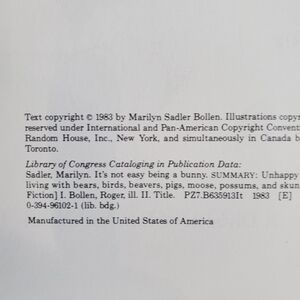 Text copyright © 1983 by Marilyn Sadler Bollen. Illustrations copyr
reserved under International and Pan-American Copyright Conventi
Random House, Inc., New York, and simultaneously in Canada b
Toronto.
Library of Congress Cataloging in Publication Data:
Sadler, Marilyn. It's not easy being a bunny. SUMMARY: Unhappy
living with bears, birds, beavers, pigs, moose, possums, and skun
Fiction] I. Bollen, Roger, ill. II. Title. PZ7.B635913It 1983 [E]
0-394-96102-1 (lib. bdg.)
Manufactured in the United States of America